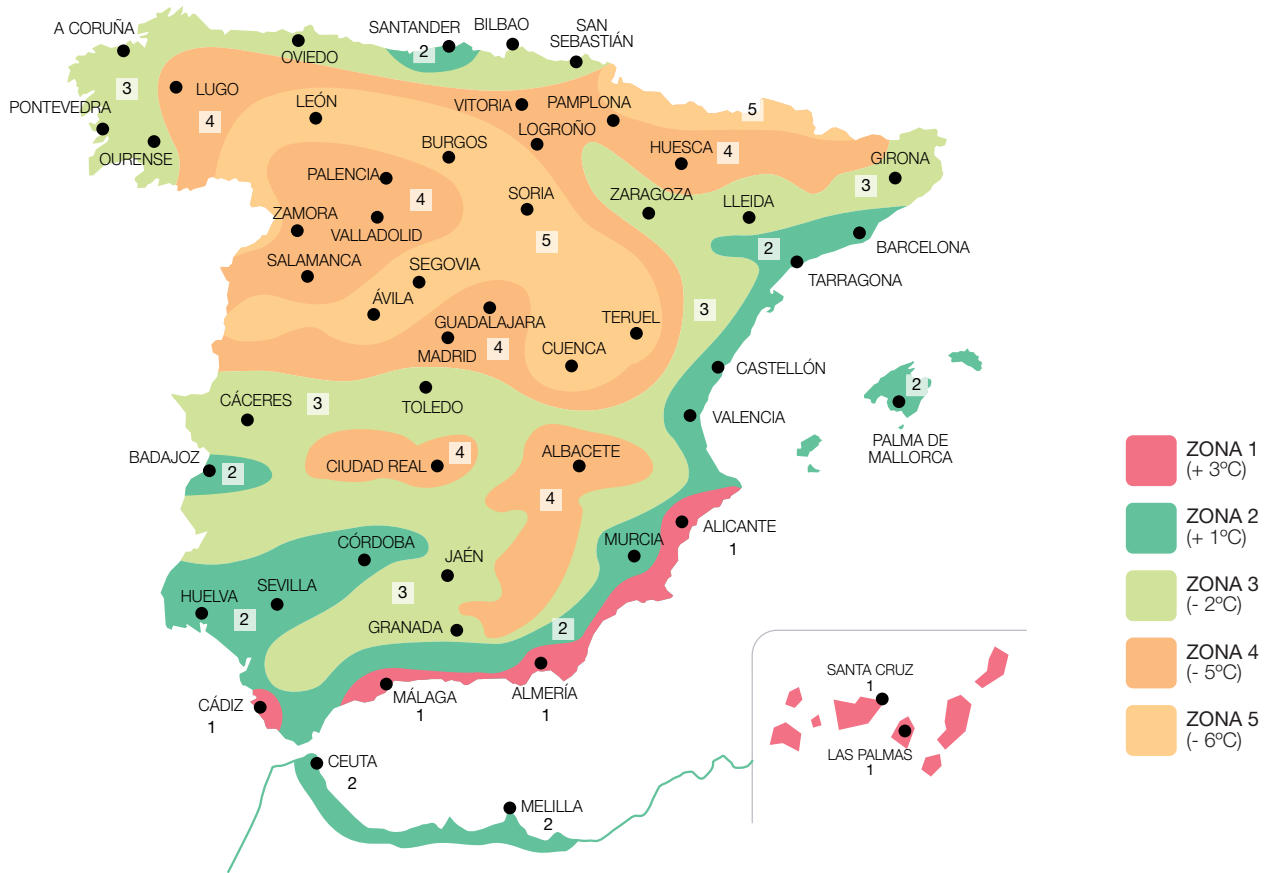 A CORUÑA
SANTANDER
BILBAO
SAN
SEBASTIÁN
OVIEDO
2
3
LUGO
4
PONTEVEDRA
OURENSE
LEÓN
VITORIA
PAMPLONA
5
LOGROÑO
BURGOS
HUESCA
4
GIRONA
3
PALENCIA
4
ZAMORA
VALLADOLID
SORIA
5
ZARAGOZA
LLEIDA
2
BARCELONA
TARRAGONA
SALAMANCA
SEGOVIA
ÁVILA
GUADALAJARA
MADRID
4
TERUEL
CUENCA
3
CASTELLÓN
VALENCIA
2
PALMA DE
MALLORCA
CÁCERES
3
TOLEDO
BADAJOZ
2
CIUDAD REAL
4
ALBACETE
4
ALICANTE
1
MURCIA
CÓRDOBA
JAÉN
3
HUELVA
SEVILLA
2
GRANADA
2
CÁDIZ
1
MÁLAGA
1
ALMERÍA
1
CEUTA
2
MELILLA
2
SANTA CRUZ
1
LAS PALMAS
1
ZONA 1
(+ 3ºC)
ZONA 2
(+ 1ºC)
ZONA 3
(- 2ºC)
ZONA 4
(- 5ºC)
ZONA 5
(- 6ºC)